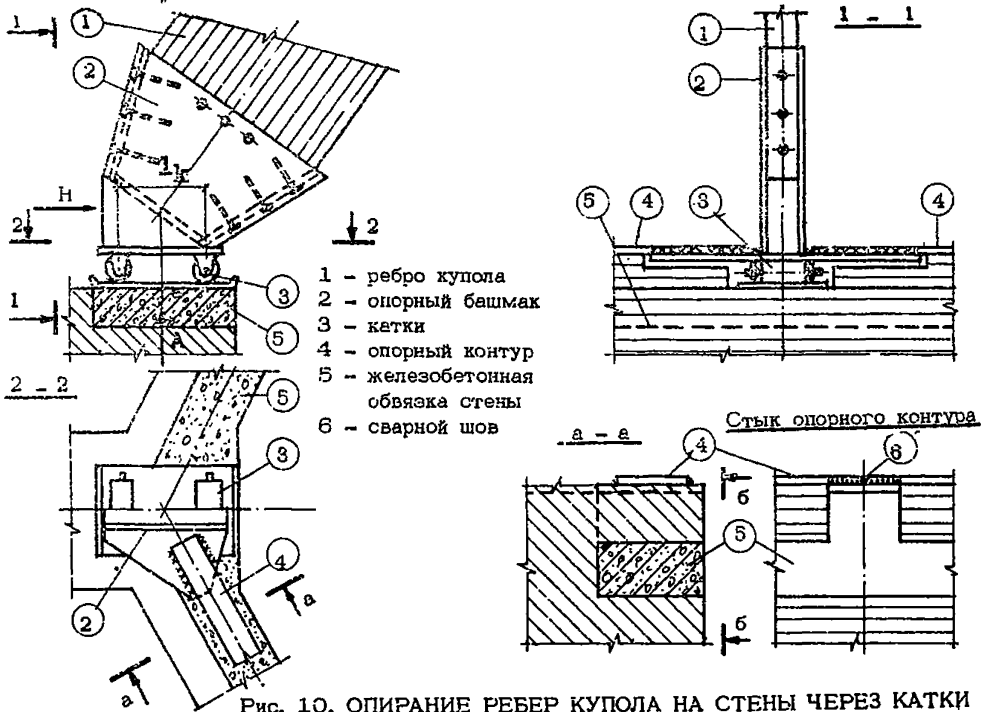 1
1
2
1 - 1
1
2
H
2
2
5
4
3
4
1
3
5
A
1 - ребро купола
2 - опорный башмак
3 - катки
4 - опорный контур
5 - железобетонная
обвязка стены
6 - сварной шов
2 - 2
5
3
4
2
а
а
Стык опорного контура
а - а
4
6
б
5
б
Рис. 10. ОПИРАНИЕ РЕБЕР КУПОЛА НА СТЕНЫ ЧЕРЕЗ КАТКИ